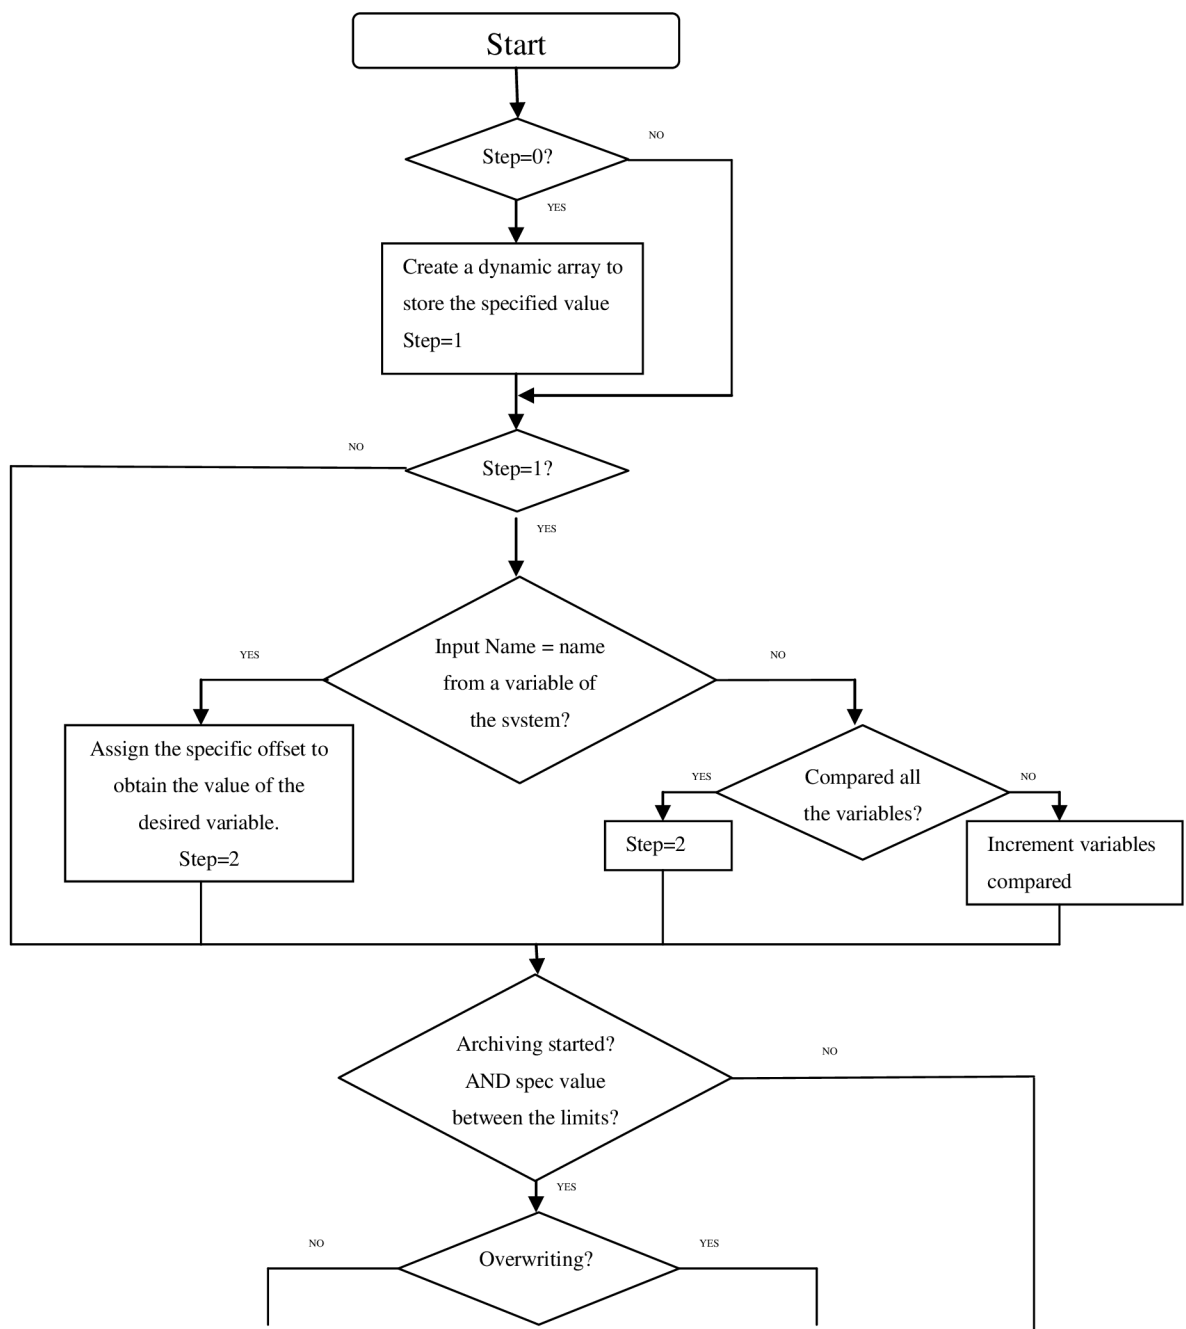 Start
Step=0?
NO
YES
Create a dynamic array to
store the specified value
Step=1
NO
Step=1?
YES
Input Name = name
from a variable of
the svstem?
YES
NO
Assign the specific offset to
obtain the value of the
desired variable.
Step=2
YES
Compared all
the variables?
NO
Step=2
Increment variables
compared
Archiving started?
AND spec value
between the limits?
NO
YES
NO
Overwriting?
YES